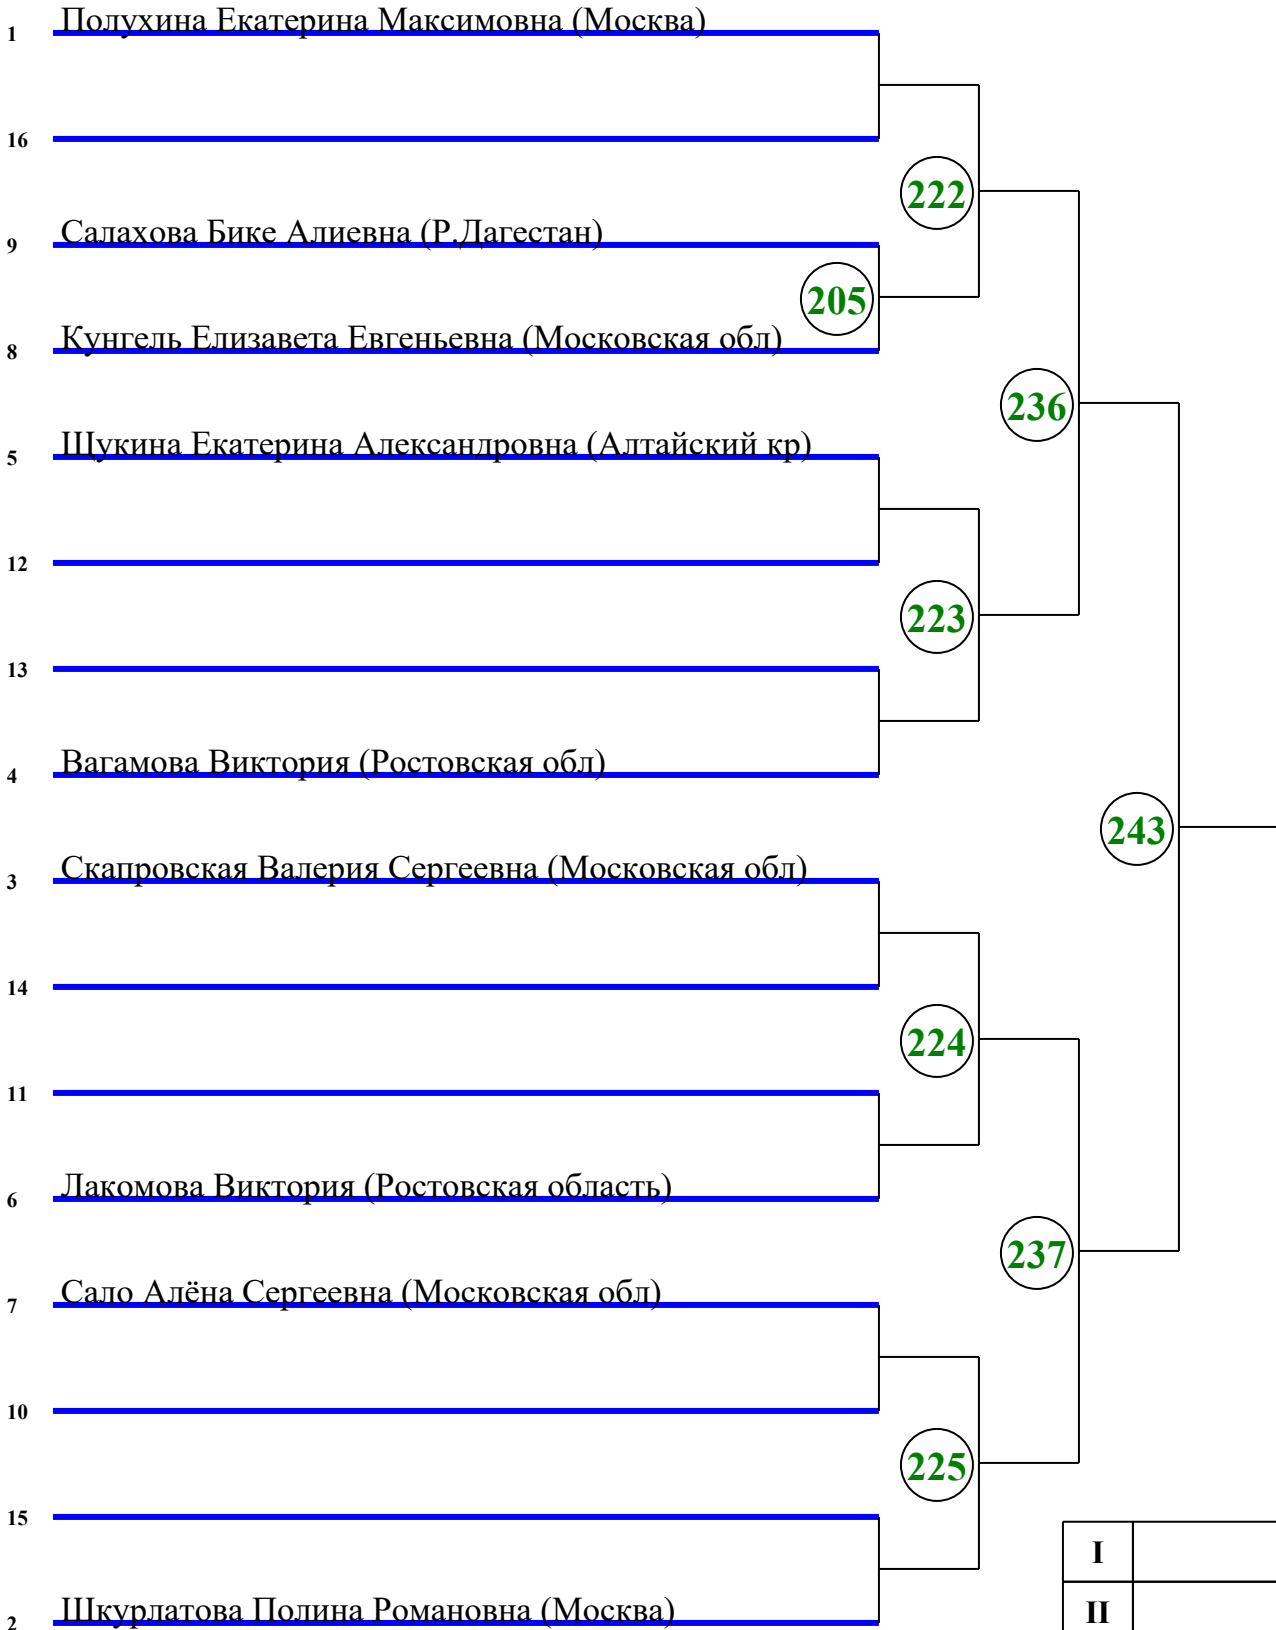 1 Полухина Екатерина Максимовна (Москва)
16
222
9 Салахова Бике Алиевна (Р.Дагестан)
205
8 Кунгель Елизавета Евгеньевна (Московская обл)
236
5 Щукина Екатерина Александровна (Алтайский кр)
12
223
13
4 Вагамова Виктория (Ростовская обл)
243
3 Скапровская Валерия Сергеевна (Московская обл)
14
224
11
6 Лакомова Виктория (Ростовская область)
237
7 Сало Алёна Сергеевна (Московская обл)
10
225
15
I
2 Шкурлатова Полина Романовна (Москва)
II